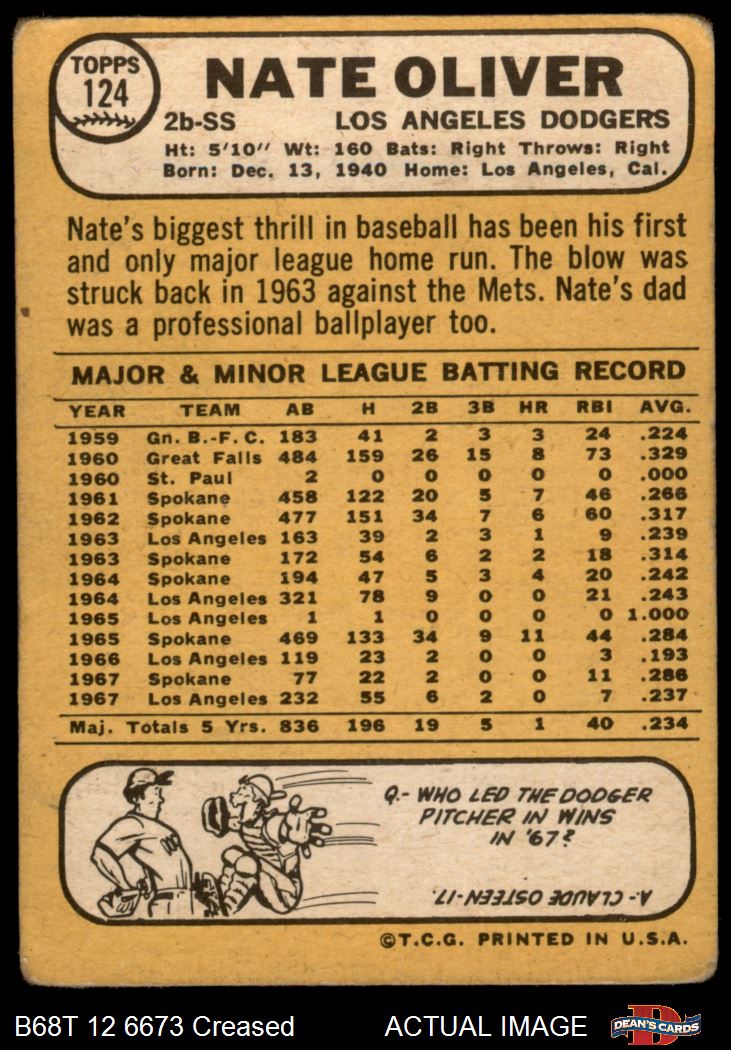 TOPPS
124
NATE OLIVER
2b-SS LOS ANGELES DODGERS
Ht: 5'10" Wt: 160 Bats: Right Throws: Right
Born: Dec. 13, 1940 Home: Los Angeles, Cal.
Nate's biggest thrill in baseball has been his first
and only major league home run. The blow was
struck back in 1963 against the Mets. Nate's dad
was a professional ballplayer too.
MAJOR & MINOR LEAGUE BATTING RECORD
YEAR TEAM AB H 2B 3B HR RBI AVG.
1959 Gn. B.-F. C. 183 41 2 3 3 24 .224
1960 Great Falls 484 159 26 15 8 73 .329
1960 St. Paul 2 0 0 0 0 0 .000
1961 Spokane 458 122 20 5 7 46 .266
1962 Spokane 477 151 34 7 6 60 .317
1963 Los Angeles 163 39 2 3 1 9 .239
1963 Spokane 172 54 6 2 2 18 .314
1964 Spokane 194 47 5 3 4 20 .242
1964 Los Angeles 321 78 9 0 0 21 .243
1965 Los Angeles 1 1 0 0 0 0 1.000
1965 Spokane 469 133 34 9 11 44 .284
1966 Los Angeles 119 23 2 0 0 3 .193
1967 Spokane 77 22 2 0 0 11 .286
1967 Los Angeles 232 55 6 2 0 7 .237
Maj. Totals 5 Yrs. 836 196 19 5 1 40 .234
Q.- WHO LED THE DODGER
PITCHER IN WINS
IN '67?
A.- CLAUDE OSTEEN-17.
©T.C.G. PRINTED IN U.S.A.
B68T 12 6673 Creased ACTUAL IMAGE DEAN'S CARDS